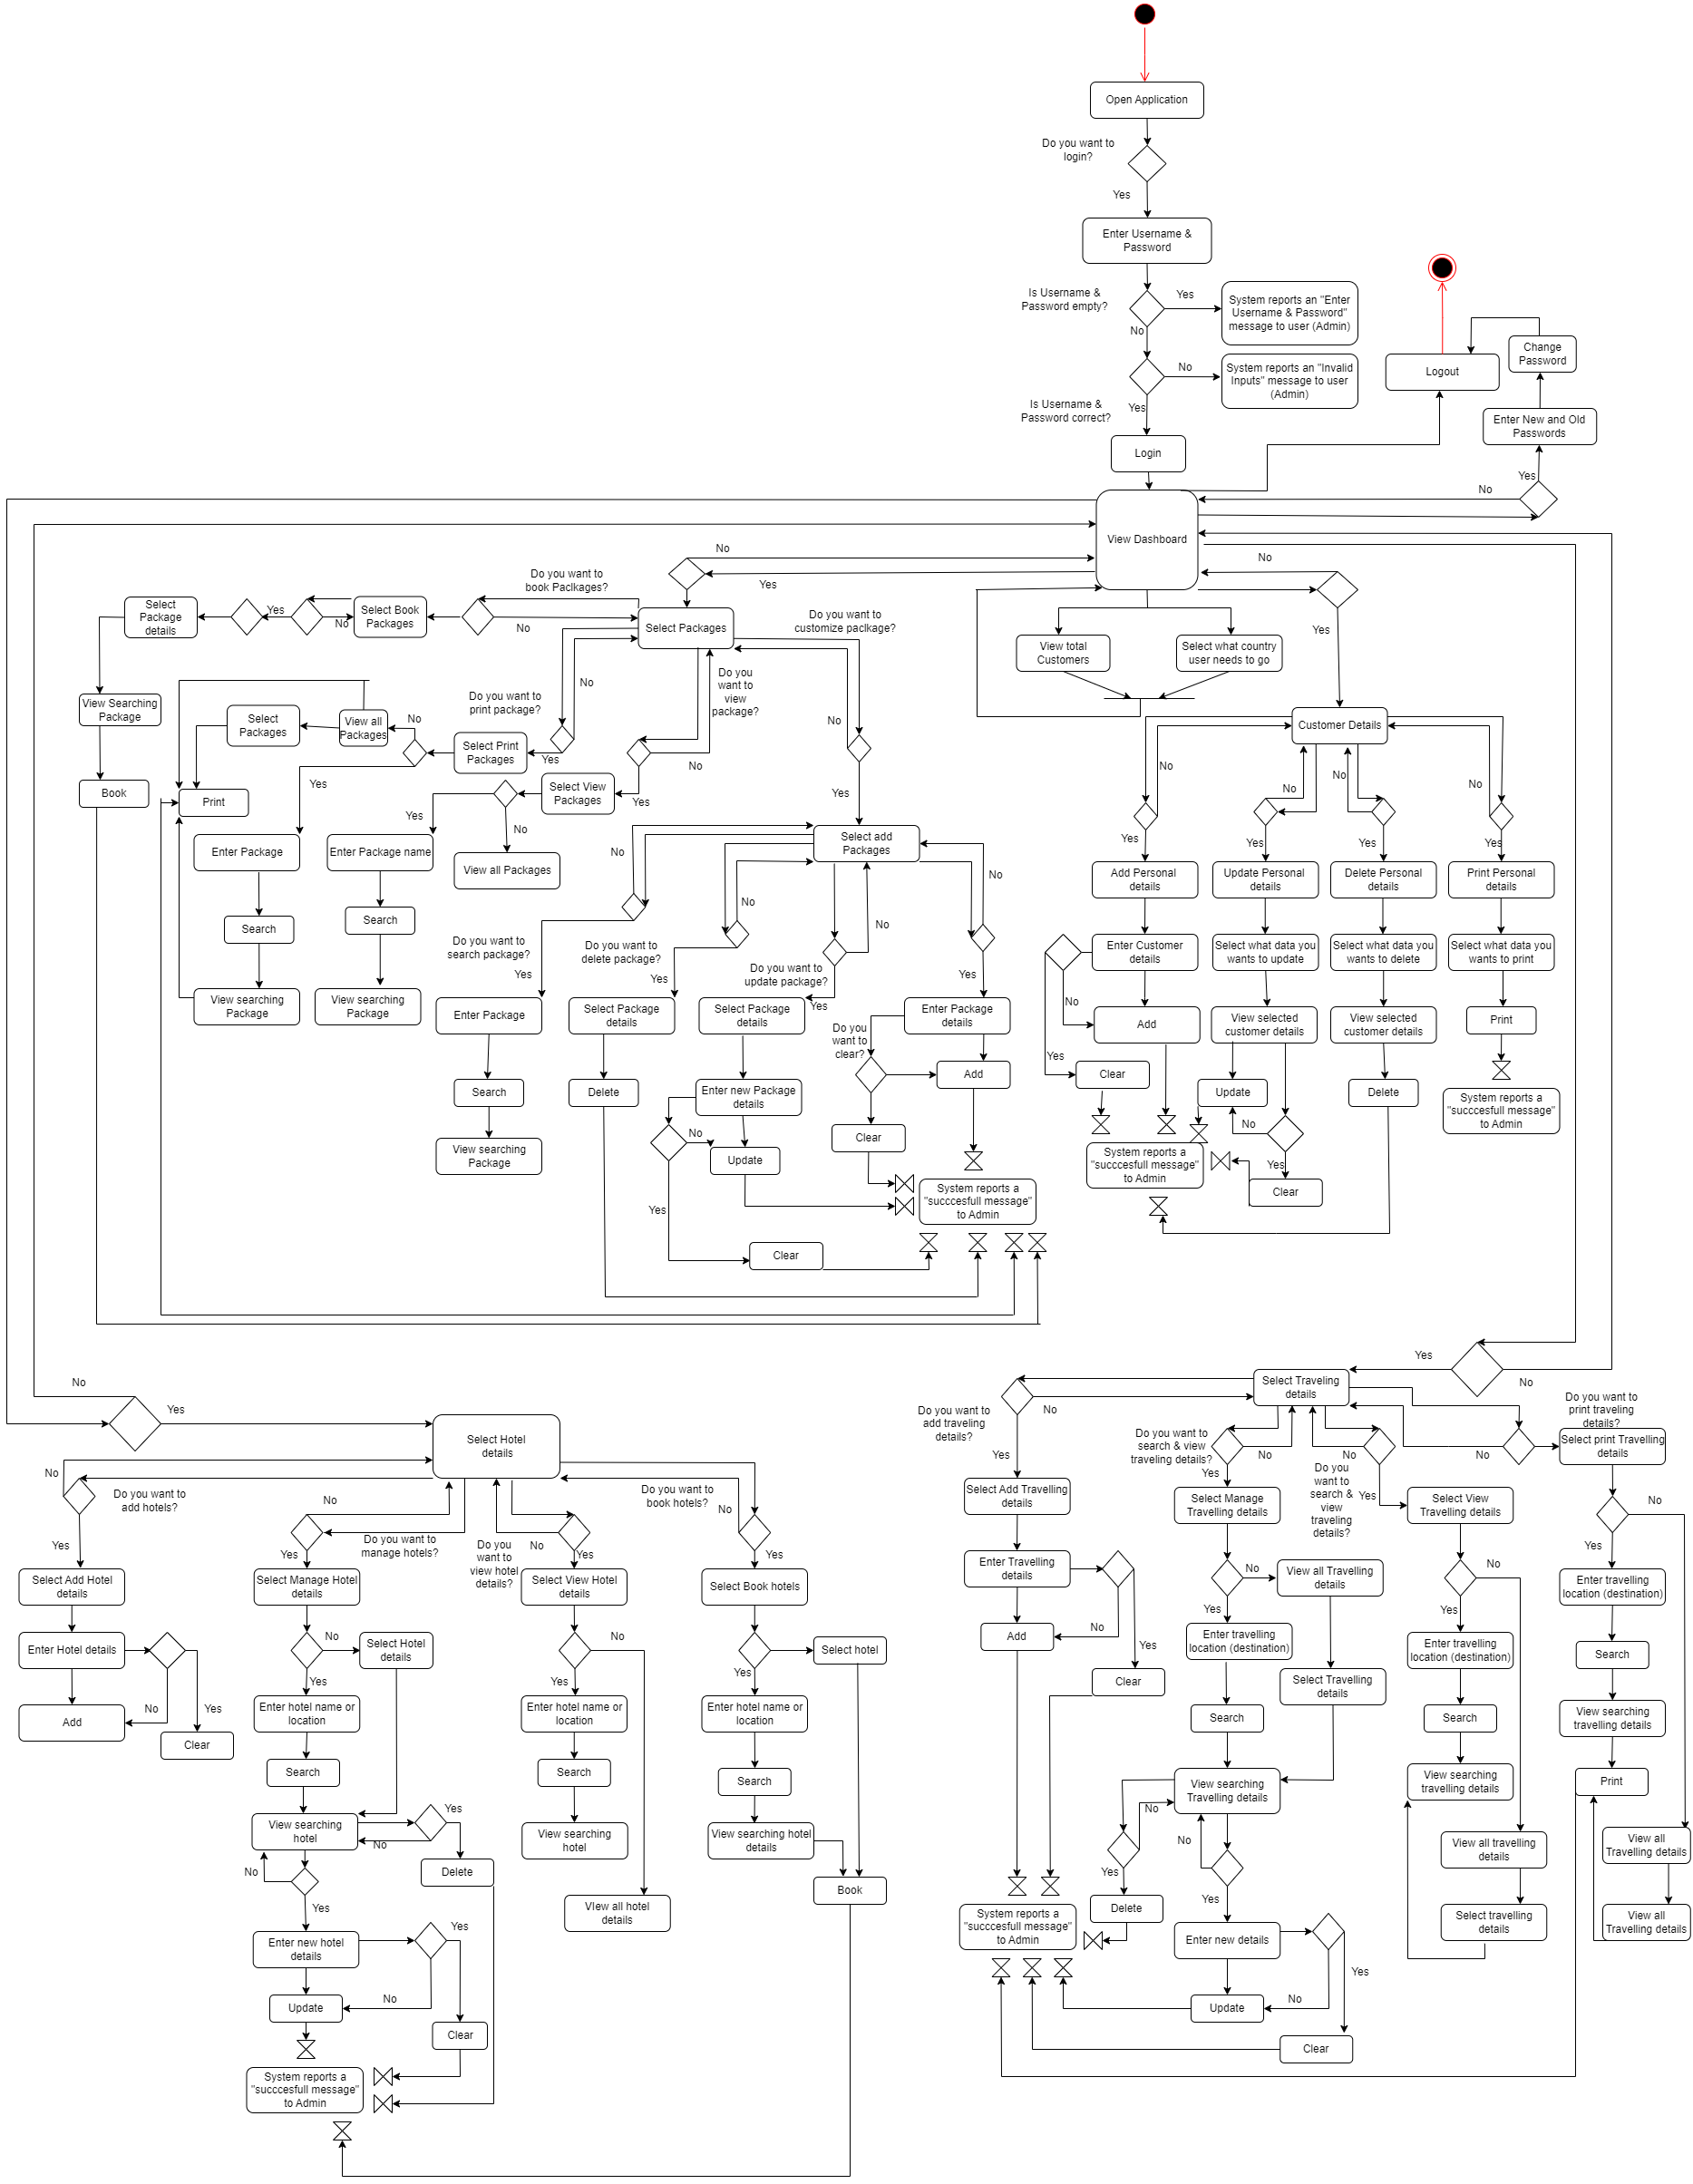 Open Application
Do you want to
login?
Yes
Enter Username &
Password
Is Username &
Password empty?
Yes
System reports an "Enter
Username & Password"
message to user (Admin)
No
No
System reports an "Invalid
Inputs" message to user
(Admin)
Is Username &
Password correct?
Yes
Login
Logout
Change
Password
Enter New and Old
Passwords
Yes
No
View Dashboard
No
Yes
No
Yes
Do you want to
book Paclkages?
No
Select
Package
details
Yes
No
Select Book
Packages
Select Packages
Do you want to
customize paclkage?
View total
Customers
Select what country
user needs to go
View Searching
Package
Book
Select
Packages
View all
Packages
No
Do you want to
print package?
No
Do you
want to
view
package?
No
Select Print
Packages
Yes
No
Yes
Print
Yes
Select View
Packages
Yes
Yes
No
Enter Package
Enter Package name
View all Packages
Search
Search
View searching
Package
View searching
Package
Select add
Packages
No
No
No
No
Do you want to
search package?
Yes
Do you want to
delete package?
Yes
Do you want to
update package?
Yes
Yes
Enter Package
Search
View searching
Package
Select Package
details
Delete
Select Package
details
Enter new Package
details
No
Update
Yes
Clear
Enter Package
details
Do you
want to
clear?
Add
Clear
System reports a
"succcesfull message"
to Admin
Customer Details
No
No
No
No
Yes
Yes
Yes
Yes
Add Personal
details
Update Personal
details
Delete Personal
details
Print Personal
details
Enter Customer
details
Select what data you
wants to update
Select what data you
wants to delete
Select what data you
wants to print
No
Add
View selected
customer details
View selected
customer details
Print
Yes
Clear
Update
Delete
No
Yes
Clear
System reports a
"succcesfull message"
to Admin
System reports a
"succcesfull message"
to Admin
No
Yes
Select Hotel
details
No
Do you want to
add hotels?
Yes
No
Do you want to
manage hotels?
Yes
Do you
want to
view hotel
details?
No
Yes
Do you want to
book hotels?
No
Yes
Select Add Hotel
details
Select Manage Hotel
details
Select View Hotel
details
Select Book hotels
Enter Hotel details
No
Yes
Add
Clear
No
Select Hotel
details
Yes
Enter hotel name or
location
Search
View searching
hotel
Yes
No
Delete
No
Yes
Enter new hotel
details
Yes
No
Update
Clear
System reports a
"succcesfull message"
to Admin
No
Yes
Enter hotel name or
location
Search
View searching
hotel
VIew all hotel
details
Select hotel
Yes
Enter hotel name or
location
Search
View searching hotel
details
Book
Yes
No
Select Traveling
details
Do you want to
add traveling
details?
No
Yes
Do you want to
search & view
traveling details?
No
Yes
No
Do you
want to
search &
view
traveling
details?
Yes
No
Do you want to
print traveling
details?
Select print Travelling
details
Select Add Travelling
details
Enter Travelling
details
No
Yes
Add
Clear
Select Manage
Travelling details
No
View all Travelling
details
Yes
Enter travelling
location (destination)
Select Travelling
details
Search
View searching
Travelling details
No
Yes
Delete
No
Yes
Enter new details
Yes
No
Update
Clear
System reports a
"succcesfull message"
to Admin
Select View
Travelling details
No
Yes
Enter travelling
location (destination)
Search
View searching
travelling details
View all travelling
details
Select travelling
details
No
Yes
Enter travelling
location (destination)
Search
View searching
travelling details
Print
View all
Travelling details
View all
Travelling details